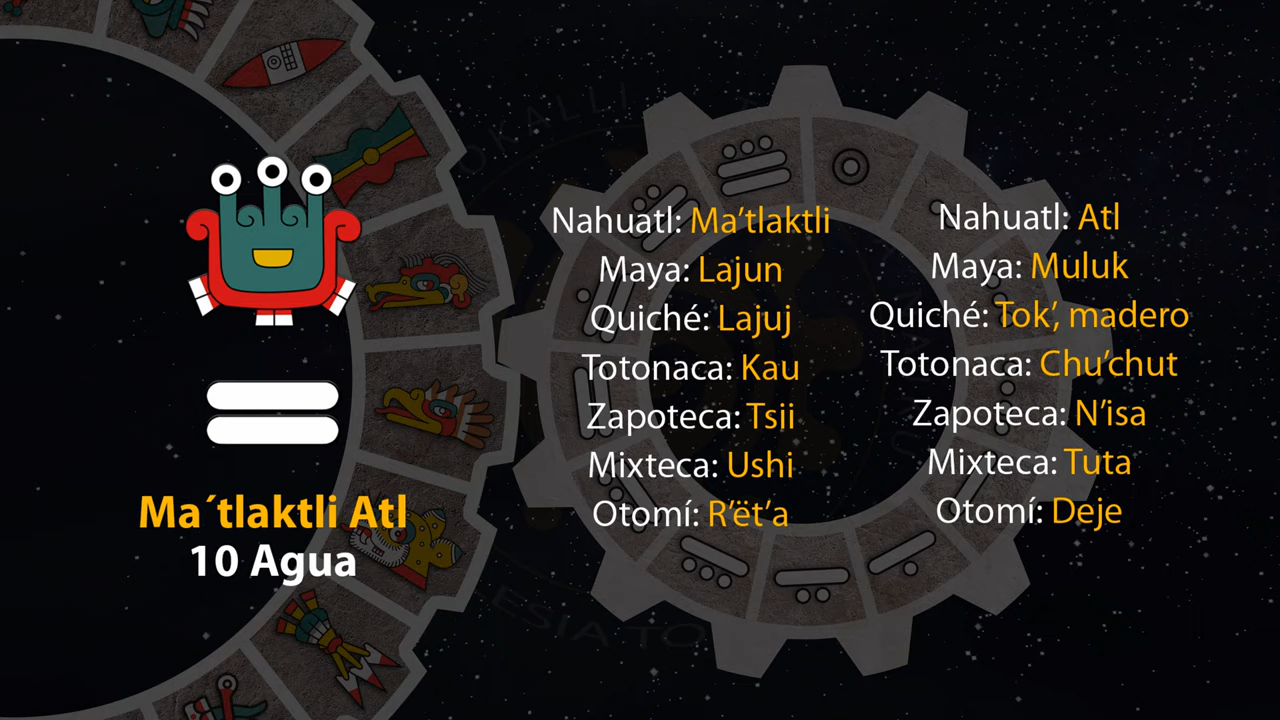 Ma´tlaktli Atl
10 Agua
Nahuatl: Ma’tlaktli
Maya: Lajun
Quiché: Lajuj
Totonaca: Kau
Zapoteca: Tsii
Mixteca: Ushi
Otomí: R’ët’a
Nahuatl: Atl
Maya: Muluk
Quiché: Tok’, madero
Totonaca: Chu’chut
Zapoteca: N’isa
Mixteca: Tuta
Otomí: Deje